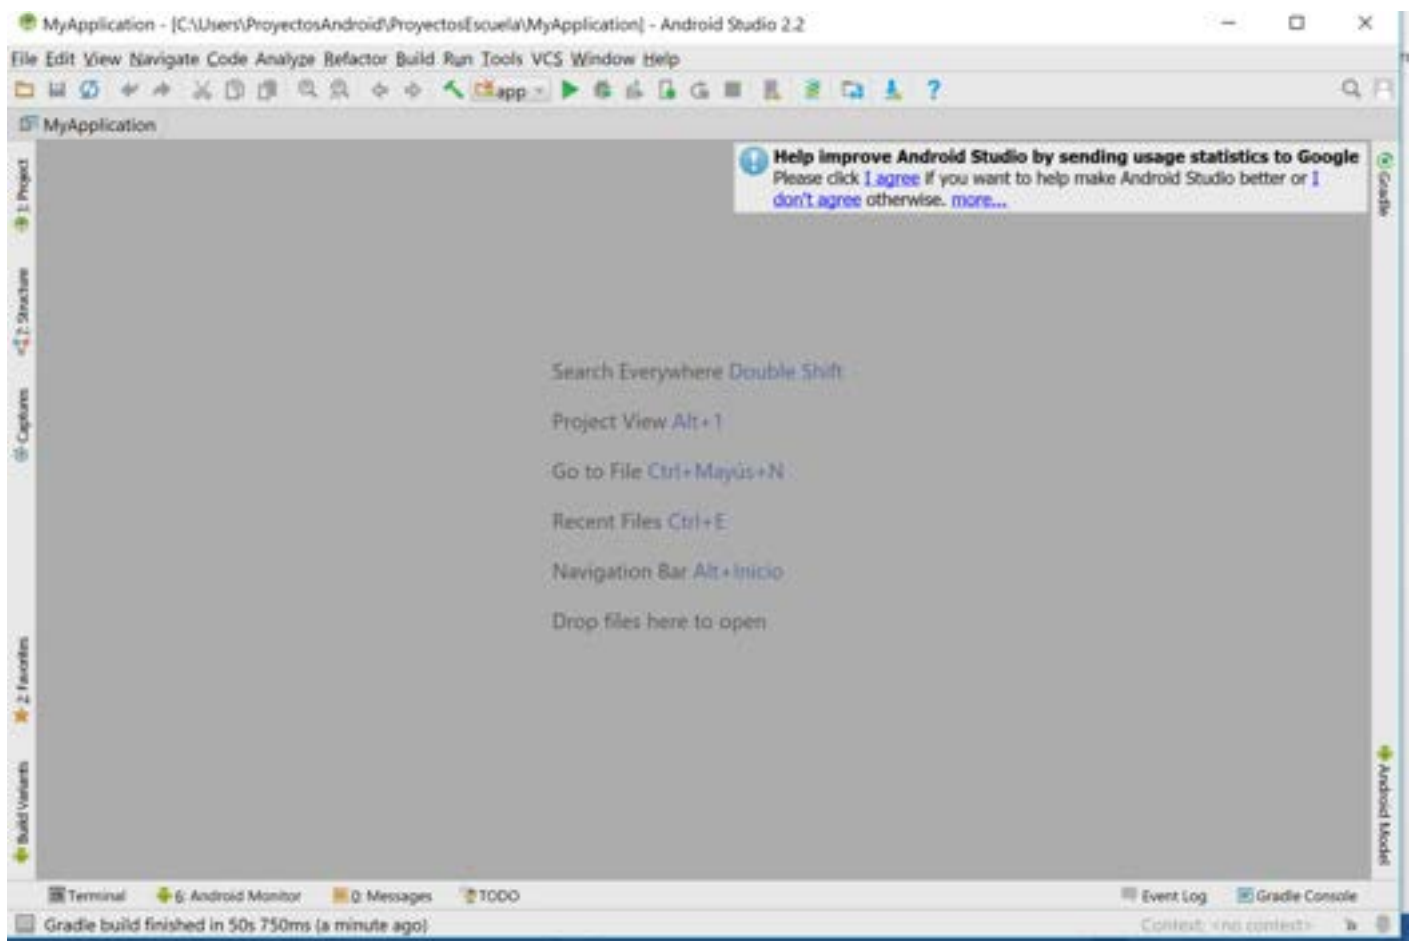 MyApplication - [C:\Users\ProyectosAndroid\ProyectosEscuela\MyApplication] - Android Studio 2.2
File Edit View Navigate Code Analyze Refactor Build Run Tools VCS Window Help
app
MyApplication
Help improve Android Studio by sending usage statistics to Google
Please click I agree if you want to help make Android Studio better or I
don't agree otherwise. more...
1: Project
Gradle
7: Structure
Captures
Search Everywhere Double Shift
Project View Alt+1
Go to File Ctrl+Mayús+N
Recent Files Ctrl+E
Navigation Bar Alt+Inicio
Drop files here to open
2: Favorites
Build Variants
Android Model
Terminal 6: Android Monitor 0: Messages TODO Event Log Gradle Console
Gradle build finished in 50s 750ms (a minute ago) Context: <no context>